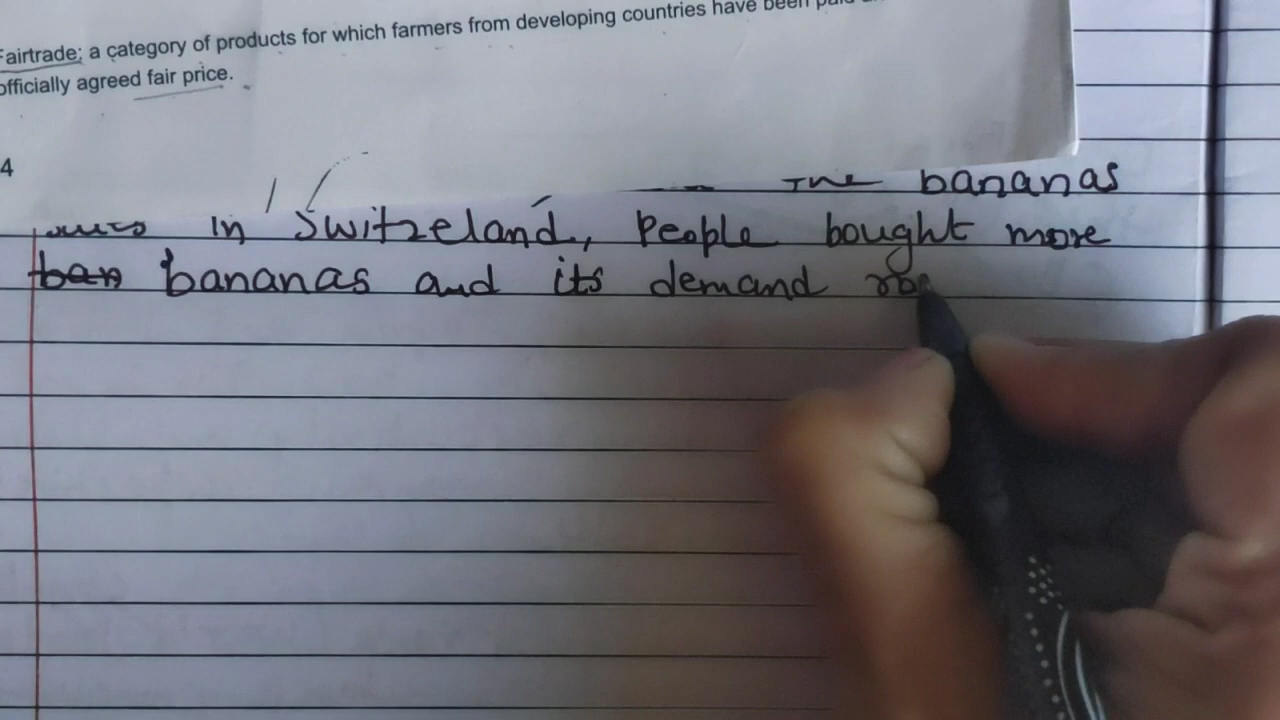 Fairtrade; a category of products for which farmers from developing countries have been
officially agreed fair price.
4
The bananas
in Switzeland, People bought more
ban bananas and its demand